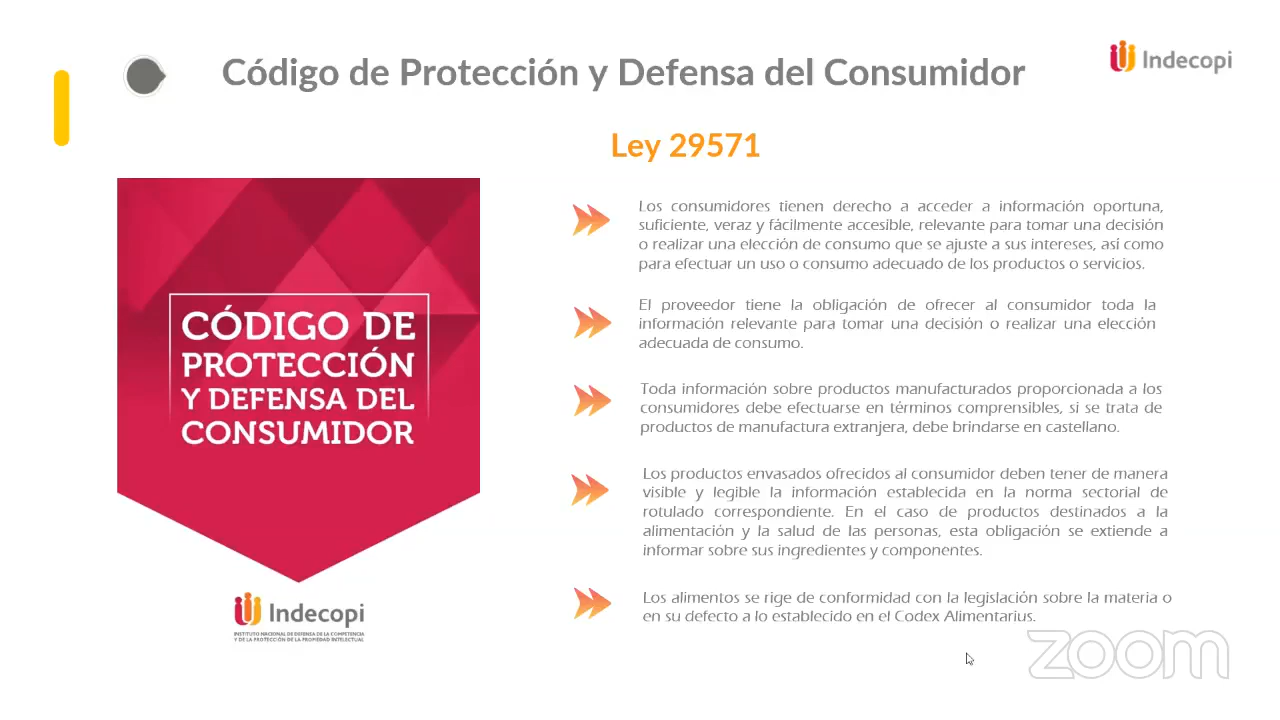 Código de Protección y Defensa del Consumidor
Indecopi
Ley 29571
CÓDIGO DE
PROTECCIÓN
Y DEFENSA DEL
CONSUMIDOR
Indecopi
INSTITUTO NACIONAL DE DEFENSA DE LA COMPETENCIA
Y DE LA PROTECCIÓN DE LA PROPIEDAD INTELECTUAL
Los consumidores tienen derecho a acceder a información oportuna,
suficiente, veraz y fácilmente accesible, relevante para tomar una decisión
o realizar una elección de consumo que se ajuste a sus intereses, así como
para efectuar un uso o consumo adecuado de los productos o servicios.
El proveedor tiene la obligación de ofrecer al consumidor toda la
información relevante para tomar una decisión o realizar una elección
adecuada de consumo.
Toda información sobre productos manufacturados proporcionada a los
consumidores debe efectuarse en términos comprensibles, si se trata de
productos de manufactura extranjera, debe brindarse en castellano.
Los productos envasados ofrecidos al consumidor deben tener de manera
visible y legible la información establecida en la norma sectorial de
rotulado correspondiente. En el caso de productos destinados a la
alimentación y la salud de las personas, esta obligación se extiende a
informar sobre sus ingredientes y componentes.
Los alimentos se rige de conformidad con la legislación sobre la materia o
en su defecto a lo establecido en el Codex Alimentarius.
zoom